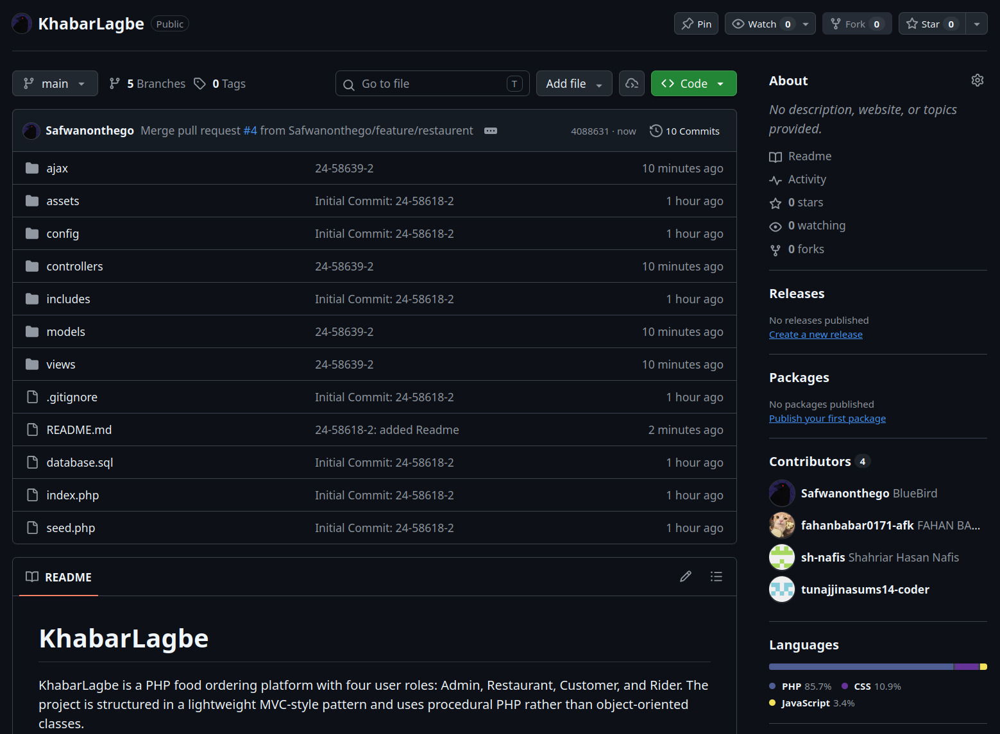 KhabarLagbe Public Pin Watch 0 Fork 0 Star 0
main 5 Branches 0 Tags Go to file T Add file Code
Safwanonthego Merge pull request #4 from Safwanonthego/feature/restaurent 4088631 · now 10 Commits
ajax 24-58639-2 10 minutes ago
assets Initial Commit: 24-58618-2 1 hour ago
config Initial Commit: 24-58618-2 1 hour ago
controllers 24-58639-2 10 minutes ago
includes Initial Commit: 24-58618-2 1 hour ago
models 24-58639-2 10 minutes ago
views 24-58639-2 10 minutes ago
.gitignore Initial Commit: 24-58618-2 1 hour ago
README.md 24-58618-2: added Readme 2 minutes ago
database.sql Initial Commit: 24-58618-2 1 hour ago
index.php Initial Commit: 24-58618-2 1 hour ago
seed.php Initial Commit: 24-58618-2 1 hour ago
README
KhabarLagbe
KhabarLagbe is a PHP food ordering platform with four user roles: Admin, Restaurant, Customer, and Rider. The
project is structured in a lightweight MVC-style pattern and uses procedural PHP rather than object-oriented
classes.
About
No description, website, or topics
provided.
Readme
Activity
0 stars
0 watching
0 forks
Releases
No releases published
Create a new release
Packages
No packages published
Publish your first package
Contributors 4
Safwanonthego BlueBird
fahanbabar0171-afk FAHAN BA...
sh-nafis Shahriar Hasan Nafis
tunajjinasums14-coder
Languages
PHP 85.7% CSS 10.9%
JavaScript 3.4%